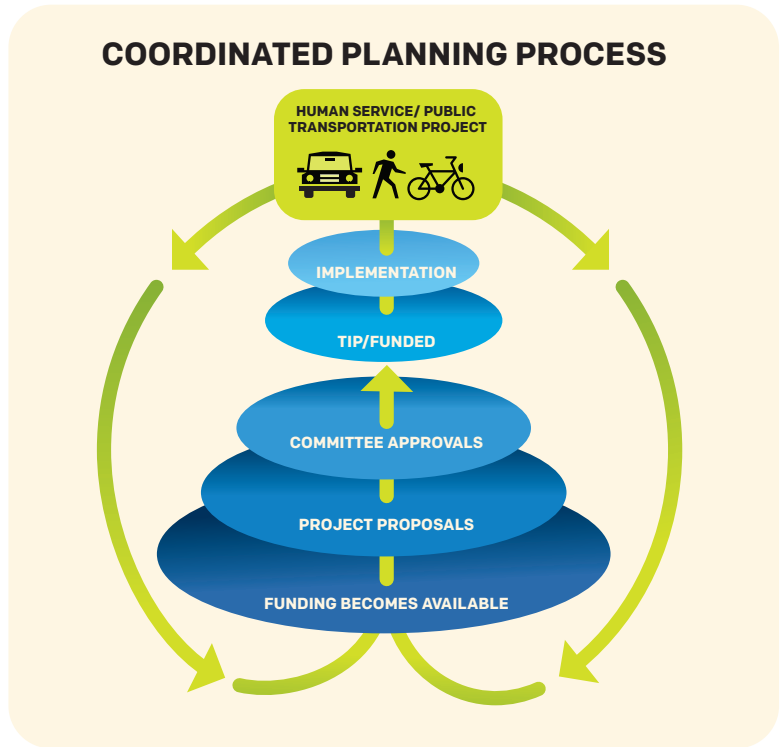 COORDINATED PLANNING PROCESS
HUMAN SERVICE/ PUBLIC
TRANSPORTATION PROJECT
IMPLEMENTATION
TIP/FUNDED
COMMITTEE APPROVALS
PROJECT PROPOSALS
FUNDING BECOMES AVAILABLE